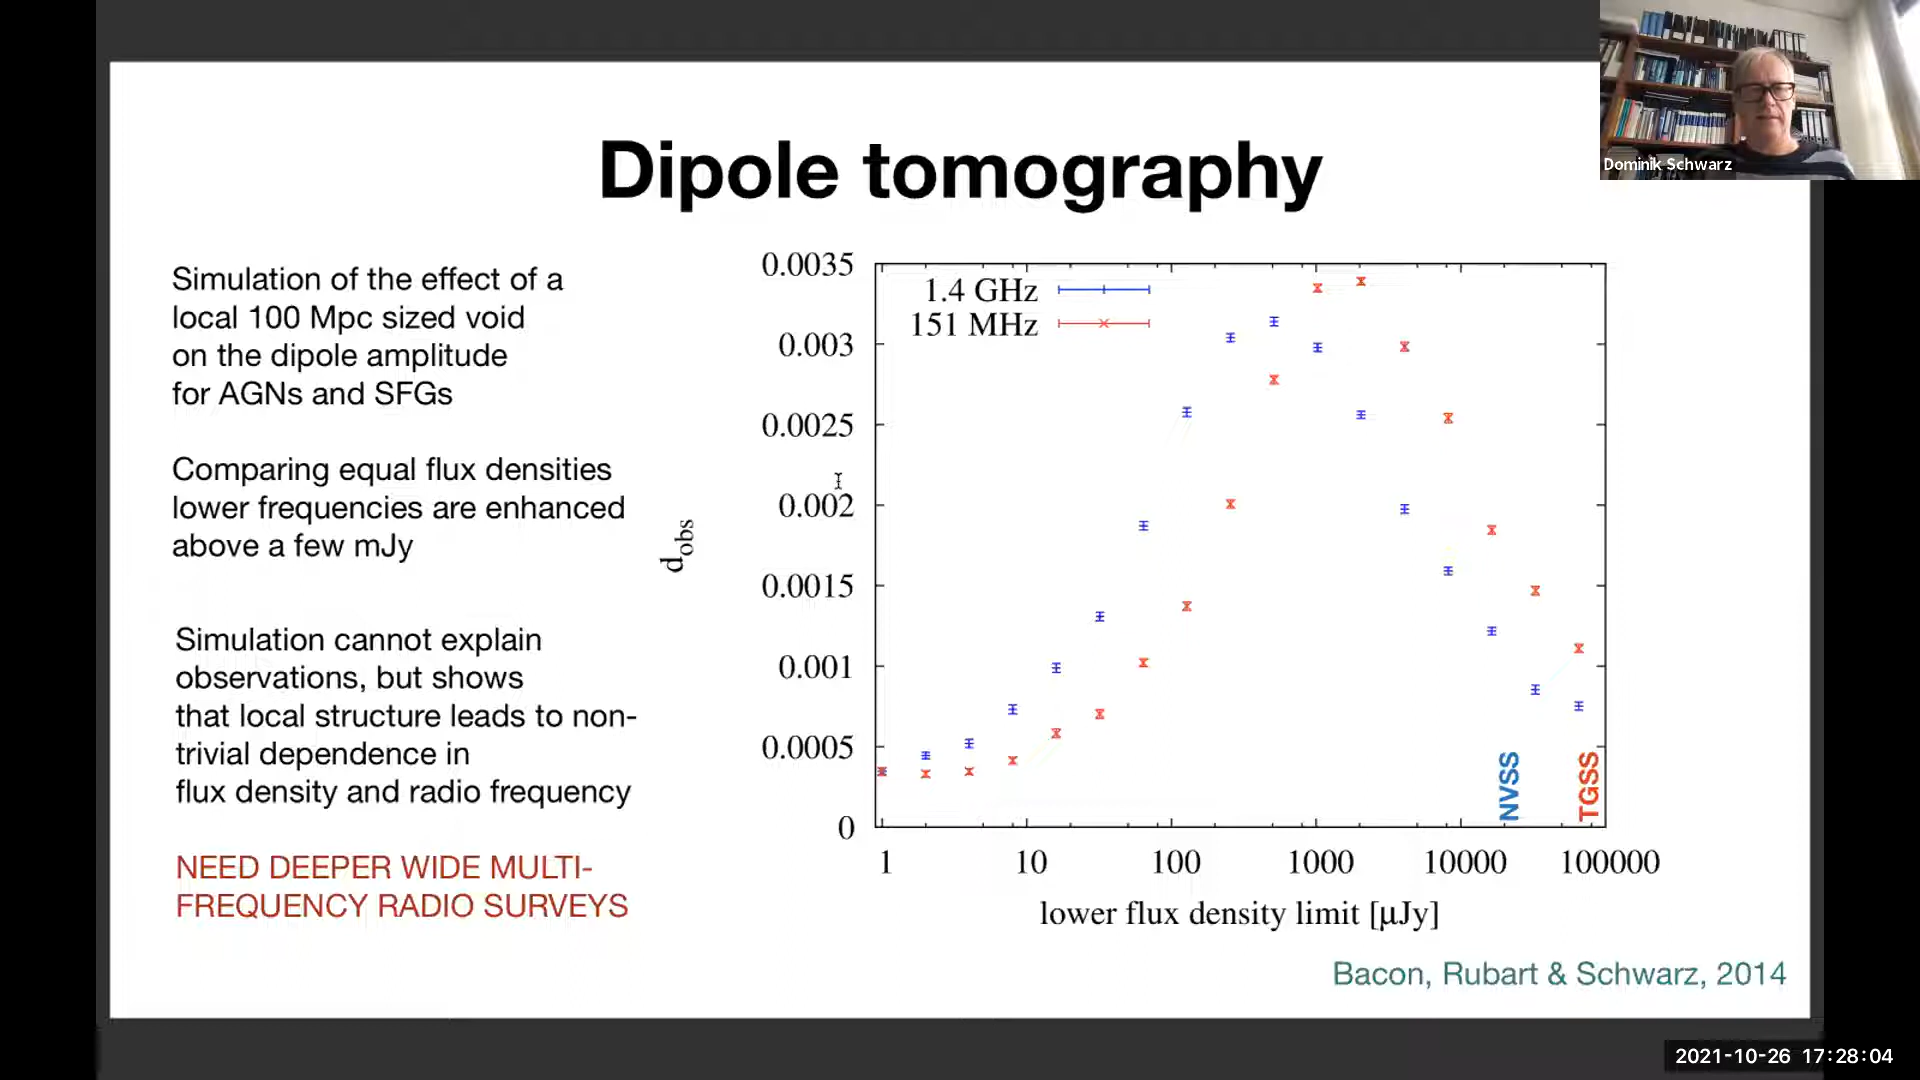 Dominik Schwarz
Dipole tomography
Simulation of the effect of a
local 100 Mpc sized void
on the dipole amplitude
for AGNs and SFGs
Comparing equal flux densities
lower frequencies are enhanced
above a few mJy
Simulation cannot explain
observations, but shows
that local structure leads to non-
trivial dependence in
flux density and radio frequency
NEED DEEPER WIDE MULTI-
FREQUENCY RADIO SURVEYS
1.4 GHz
151 MHz
0.0035
0.003
0.0025
0.002
0.0015
0.001
0.0005
0
d_obs
NVSS
TGSS
1 10 100 1000 10000 100000
lower flux density limit [μJy]
Bacon, Rubart & Schwarz, 2014
2021-10-26 17:28:04